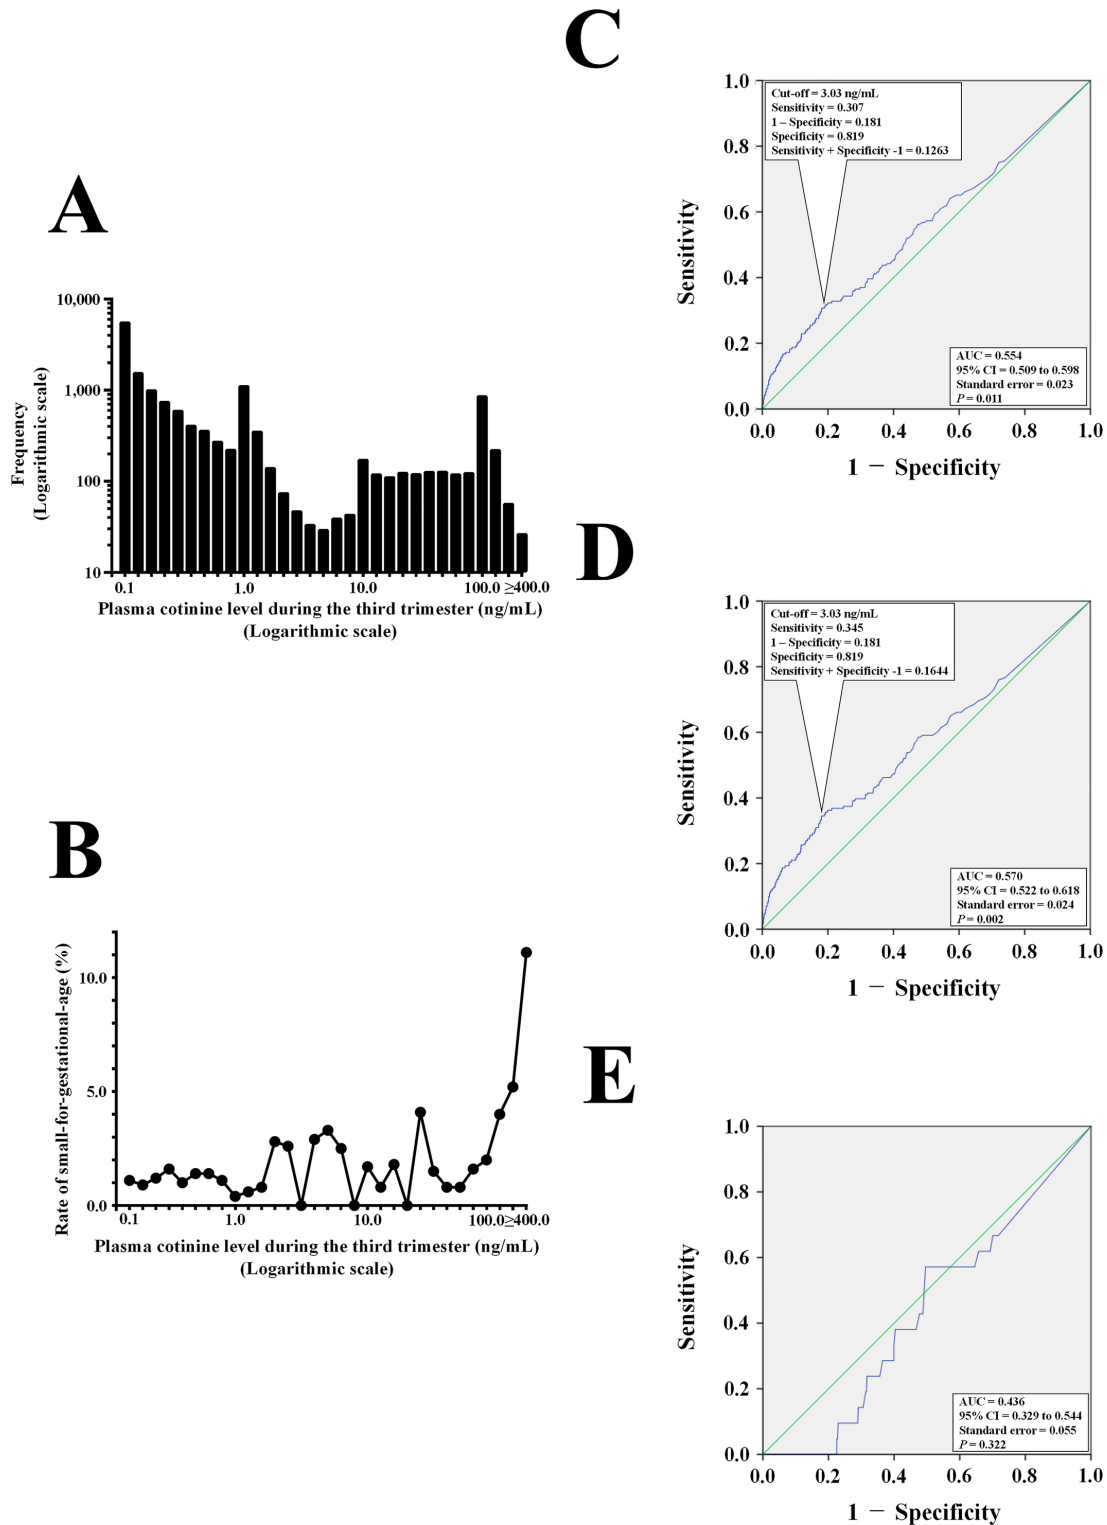 A
10,000
1,000
100
10
Frequency
(Logarithmic scale)
0.1 1.0 10.0 100.0 ≥400.0
Plasma cotinine level during the third trimester (ng/mL)
(Logarithmic scale)
B
10.0
5.0
0.0
Rate of small-for-gestational-age (%)
0.1 1.0 10.0 100.0 ≥400.0
Plasma cotinine level during the third trimester (ng/mL)
(Logarithmic scale)
C
1.0
0.8
0.6
0.4
0.2
0.0
Sensitivity
Cut-off = 3.03 ng/mL
Sensitivity = 0.307
1 – Specificity = 0.181
Specificity = 0.819
Sensitivity + Specificity -1 = 0.1263
AUC = 0.554
95% CI = 0.509 to 0.598
Standard error = 0.023
P = 0.011
0.0 0.2 0.4 0.6 0.8 1.0
1 − Specificity
D
1.0
0.8
0.6
0.4
0.2
0.0
Sensitivity
Cut-off = 3.03 ng/mL
Sensitivity = 0.345
1 – Specificity = 0.181
Specificity = 0.819
Sensitivity + Specificity -1 = 0.1644
AUC = 0.570
95% CI = 0.522 to 0.618
Standard error = 0.024
P = 0.002
0.0 0.2 0.4 0.6 0.8 1.0
1 − Specificity
E
1.0
0.8
0.6
0.4
0.2
0.0
Sensitivity
AUC = 0.436
95% CI = 0.329 to 0.544
Standard error = 0.055
P = 0.322
0.0 0.2 0.4 0.6 0.8 1.0
1 − Specificity